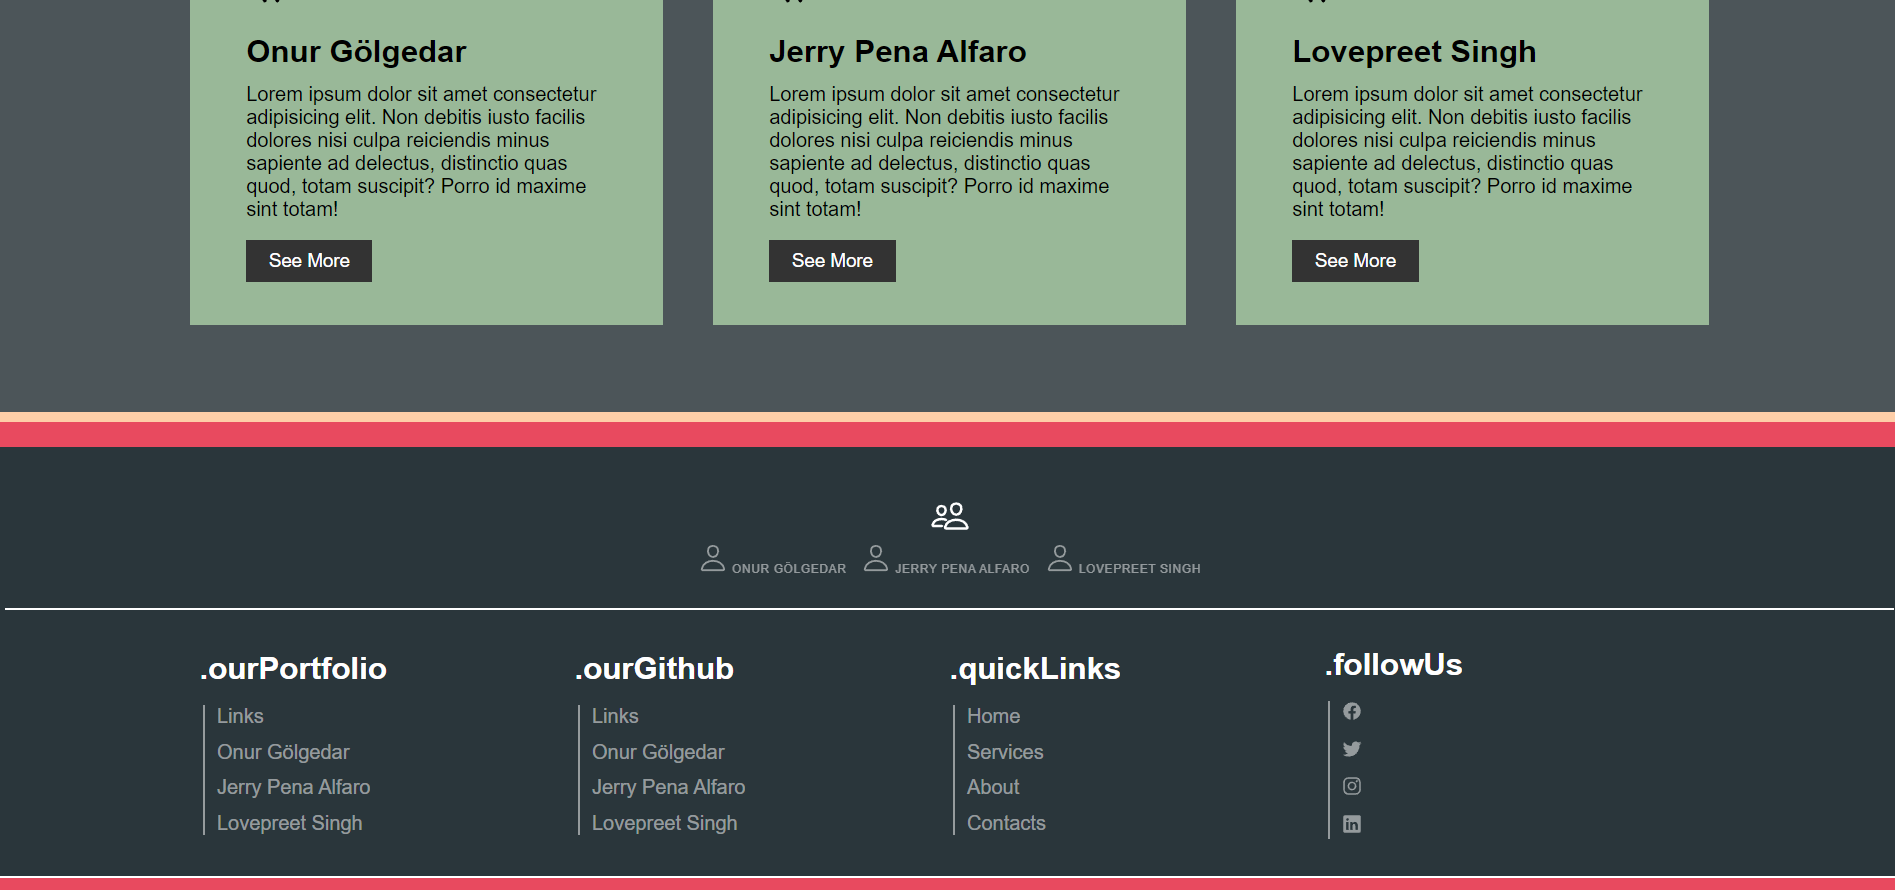 Onur Gölgedar
Lorem ipsum dolor sit amet consectetur
adipisicing elit. Non debitis iusto facilis
dolores nisi culpa reiciendis minus
sapiente ad delectus, distinctio quas
quod, totam suscipit? Porro id maxime
sint totam!
See More
Jerry Pena Alfaro
Lorem ipsum dolor sit amet consectetur
adipisicing elit. Non debitis iusto facilis
dolores nisi culpa reiciendis minus
sapiente ad delectus, distinctio quas
quod, totam suscipit? Porro id maxime
sint totam!
See More
Lovepreet Singh
Lorem ipsum dolor sit amet consectetur
adipisicing elit. Non debitis iusto facilis
dolores nisi culpa reiciendis minus
sapiente ad delectus, distinctio quas
quod, totam suscipit? Porro id maxime
sint totam!
See More
ONUR GÖLGEDAR JERRY PENA ALFARO LOVEPREET SINGH
.ourPortfolio
Links
Onur Gölgedar
Jerry Pena Alfaro
Lovepreet Singh
.ourGithub
Links
Onur Gölgedar
Jerry Pena Alfaro
Lovepreet Singh
.quickLinks
Home
Services
About
Contacts
.followUs